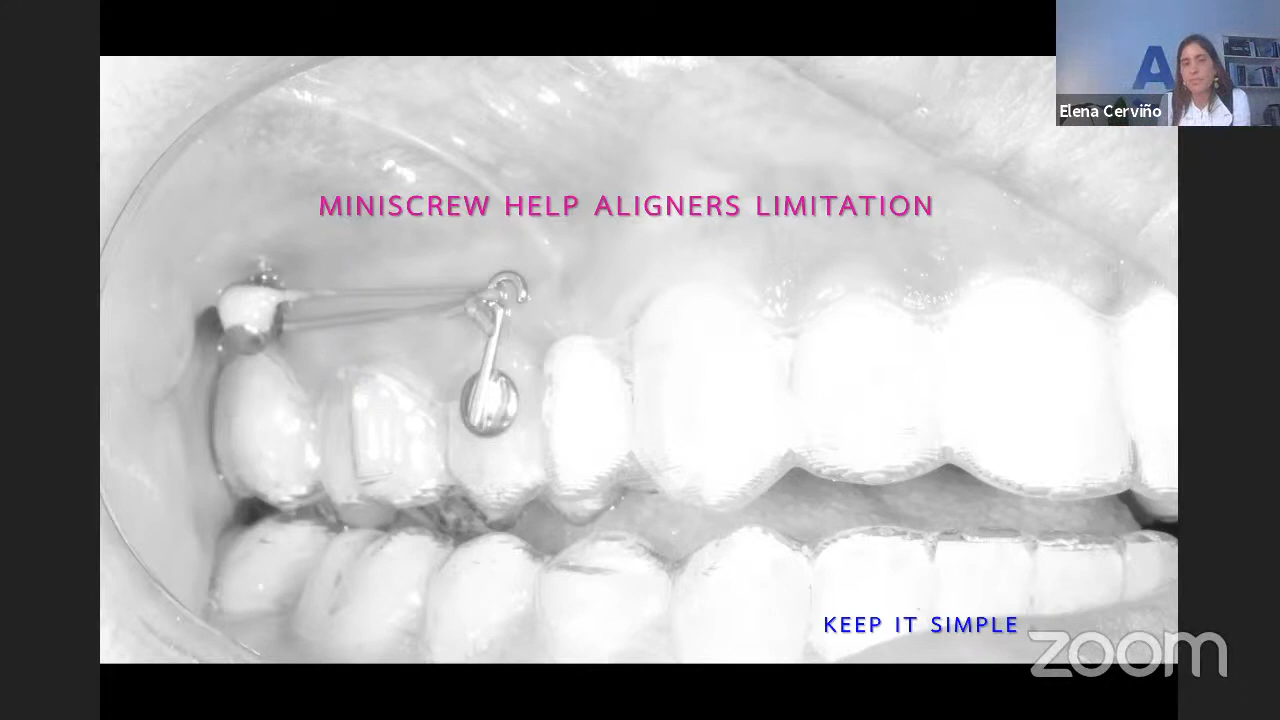 A
Elena Cerviño
MINISCREW HELP ALIGNERS LIMITATION
KEEP IT SIMPLE
zoom